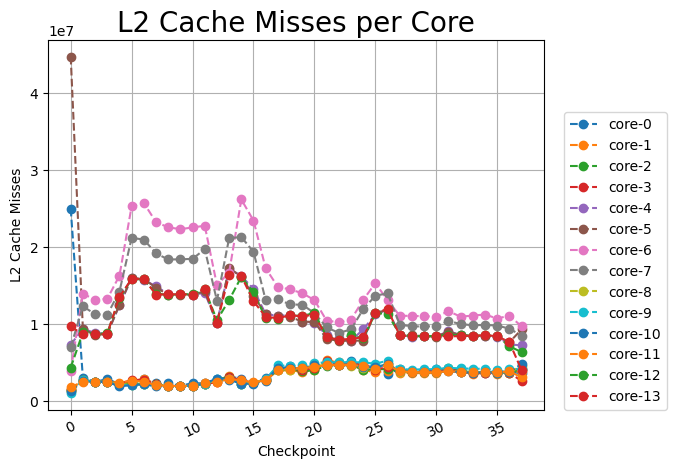 L2 Cache Misses per Core
1e7
4
3
2
1
0
L2 Cache Misses
0
5
10
15
20
25
30
35
Checkpoint
core-0
core-1
core-2
core-3
core-4
core-5
core-6
core-7
core-8
core-9
core-10
core-11
core-12
core-13